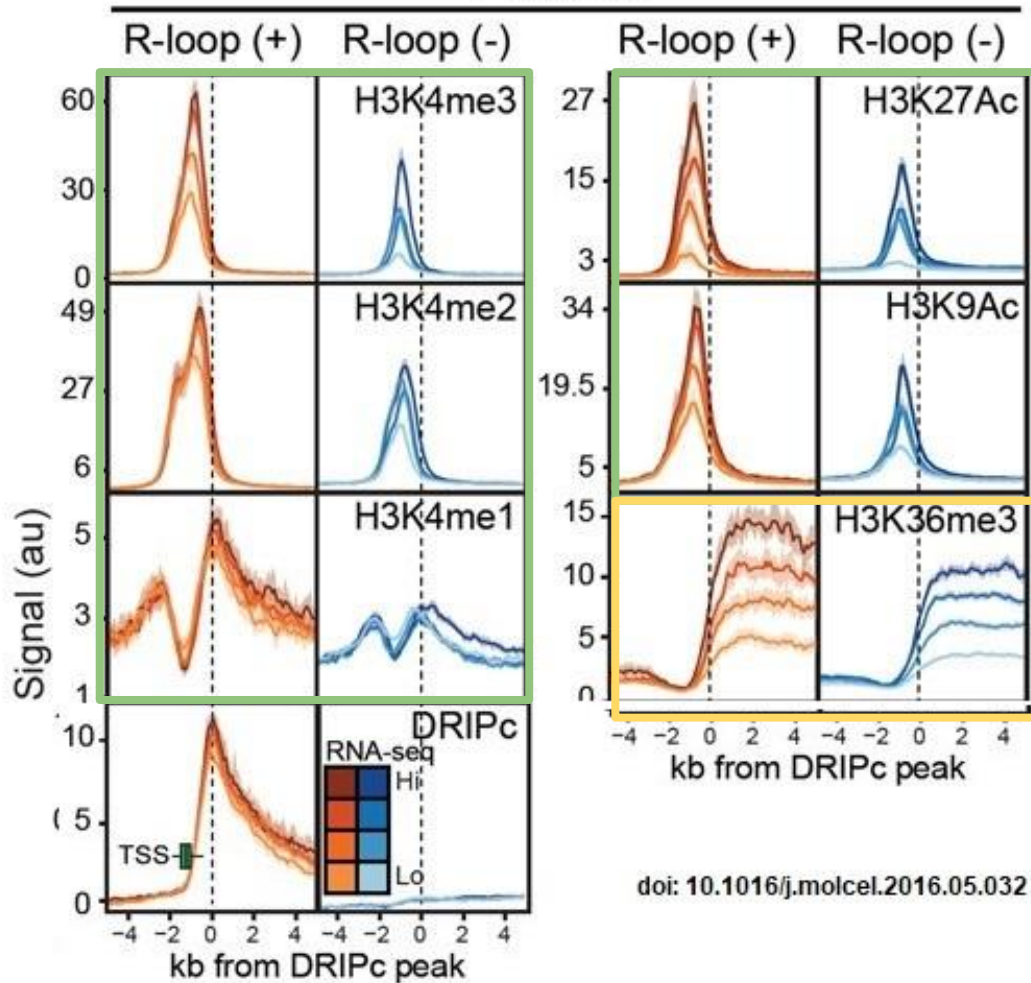 R-loop (+) R-loop (-) R-loop (+) R-loop (-)
H3K4me3
60
30
0
H3K27Ac
27
15
3
H3K4me2
49
27
6
H3K9Ac
34
19.5
5
H3K4me1
5
3
1
H3K36me3
15
10
5
0
Signal (au)
−4 −2 0 2 4 −4 −2 0 2 4
kb from DRIPc peak
DRIPc
10
5
0
RNA-seq
Hi
Lo
TSS
−4 −2 0 2 4 −4 −2 0 2 4
kb from DRIPc peak
doi: 10.1016/j.molcel.2016.05.032